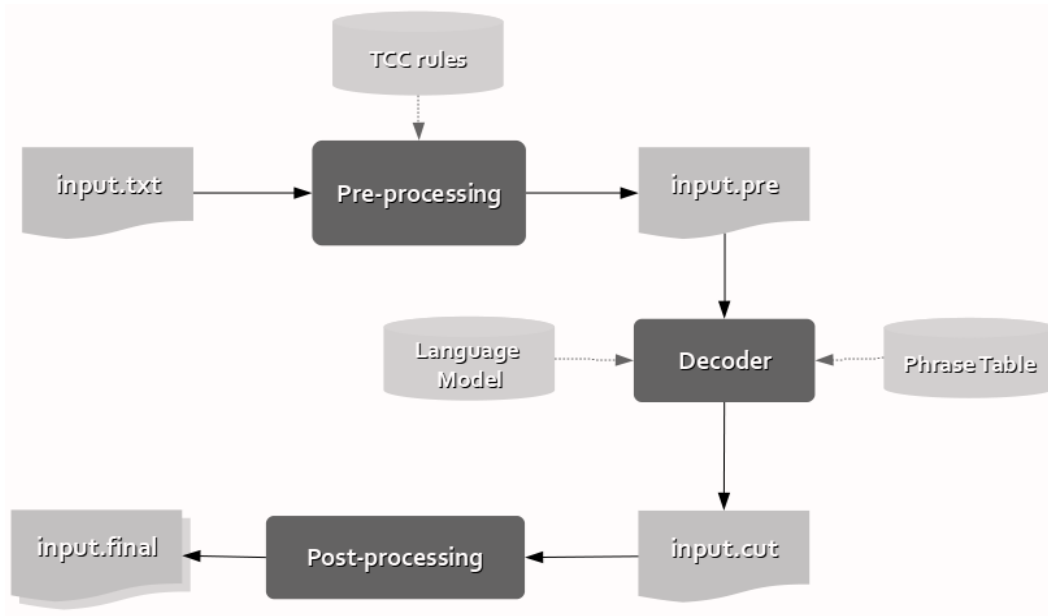 TCC rules
input.txt
Pre-processing
input.pre
Language
Model
Decoder
Phrase Table
input.final
Post-processing
input.cut